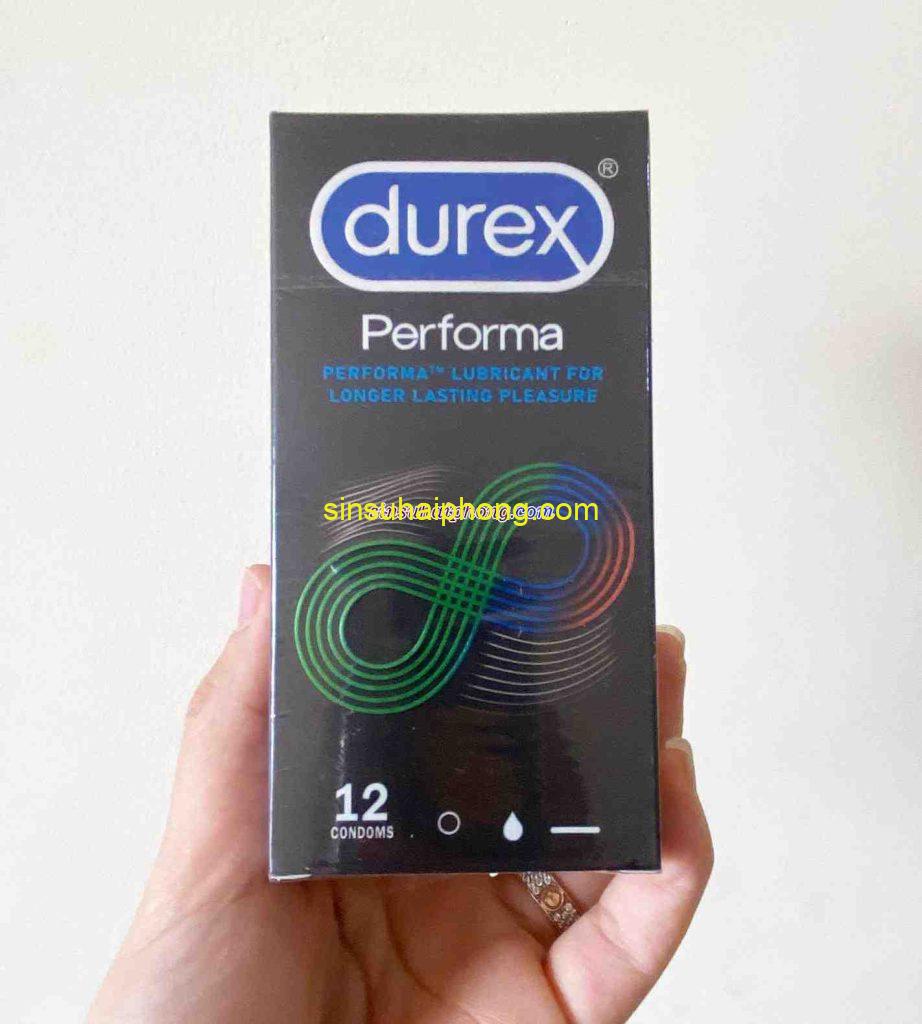 durex®
Performa
PERFORMA™ LUBRICANT FOR
LONGER LASTING PLEASURE
sinsuhaiphong.com
12
CONDOMS